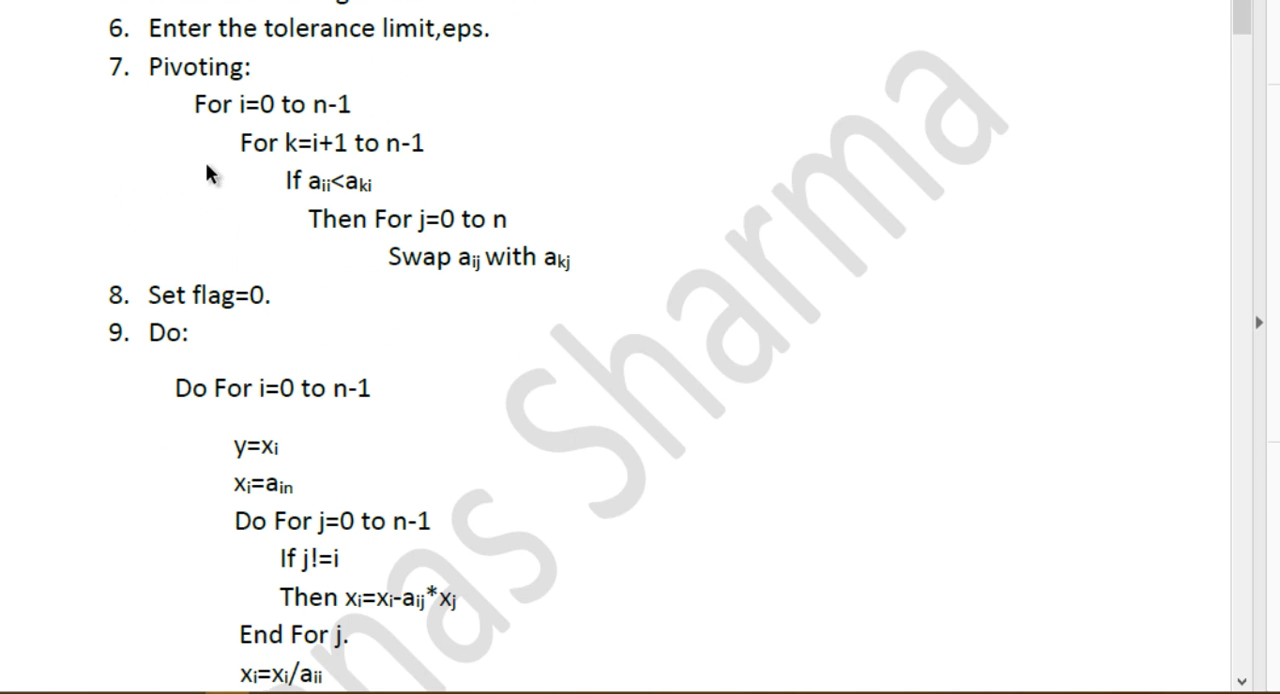 6. Enter the tolerance limit,eps.
7. Pivoting:
For i=0 to n-1
For k=i+1 to n-1
If aii<aki
Then For j=0 to n
Swap aij with akj
8. Set flag=0.
9. Do:
Do For i=0 to n-1
y=xi
xi=ain
Do For j=0 to n-1
If j!=i
Then xi=xi-aij*xj
End For j.
xi=xi/aii
nas Sharma